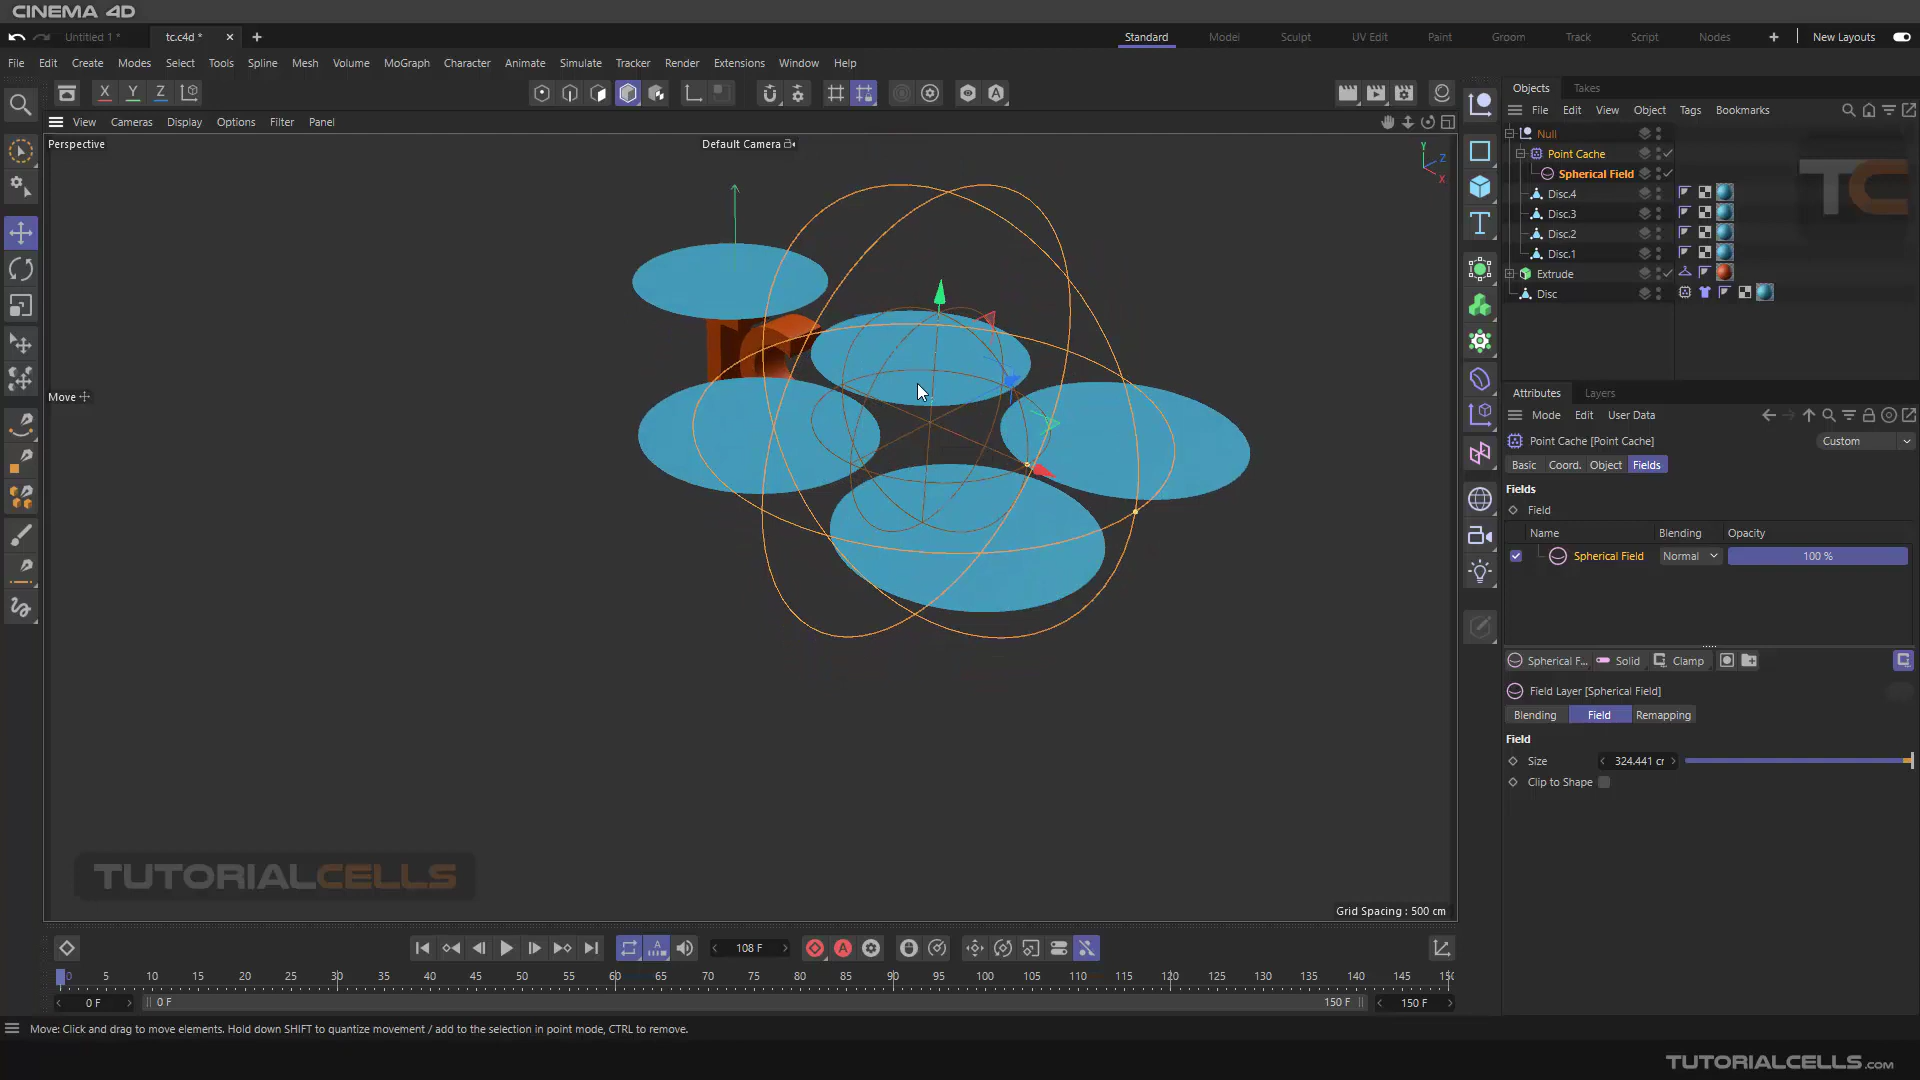 CINEMA 4D
Untitled 1 *
tc.c4d *
Standard
Model
Sculpt
UV Edit
Paint
Groom
Track
Script
Nodes
New Layouts
File Edit Create Modes Select Tools Spline Mesh Volume MoGraph Character Animate Simulate Tracker Render Extensions Window Help
X Y Z
View Cameras Display Options Filter Panel
Perspective
Default Camera
Y
Z
X
Move
TUTORIALCELLS
Grid Spacing : 500 cm
Objects
Takes
File Edit View Object Tags Bookmarks
Null
Point Cache
Spherical Field
Disc.4
Disc.3
Disc.2
Disc.1
Extrude
Disc
TC
Attributes
Layers
Mode Edit User Data
Point Cache [Point Cache]
Custom
Basic Coord. Object Fields
Fields
Field
Name
Blending
Opacity
Spherical Field
Normal
100 %
Spherical F...
Solid
Clamp
Field Layer [Spherical Field]
Blending Field Remapping
Field
Size
324.441 cr
Clip to Shape
108 F
0 5 10 15 20 25 30 35 40 45 50 55 60 65 70 75 80 85 90 95 100 105 110 115 120 125 130 135 140 145 15
0 F
0 F
150 F
150 F
Move: Click and drag to move elements. Hold down SHIFT to quantize movement / add to the selection in point mode, CTRL to remove.
TUTORIALCELLS.COM